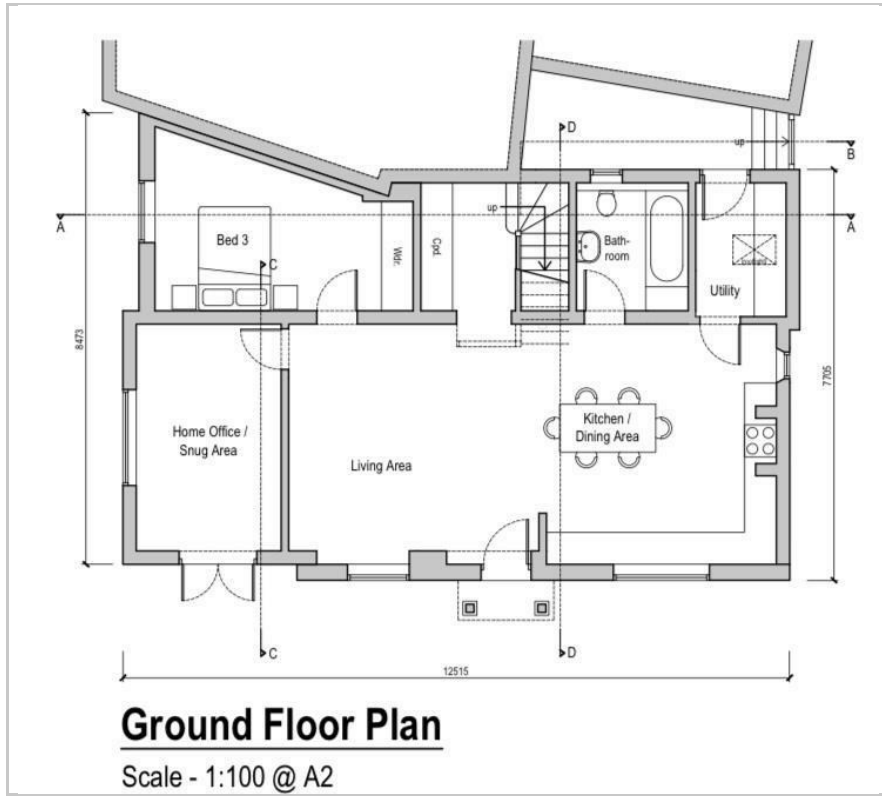 D
up
B
A
up
A
Bed 3
C
Wdr.
Cpd.
Bath-
room
Utility
8473
7705
Home Office /
Snug Area
Living Area
Kitchen /
Dining Area
C
D
12515
Ground Floor Plan
Scale - 1:100 @ A2